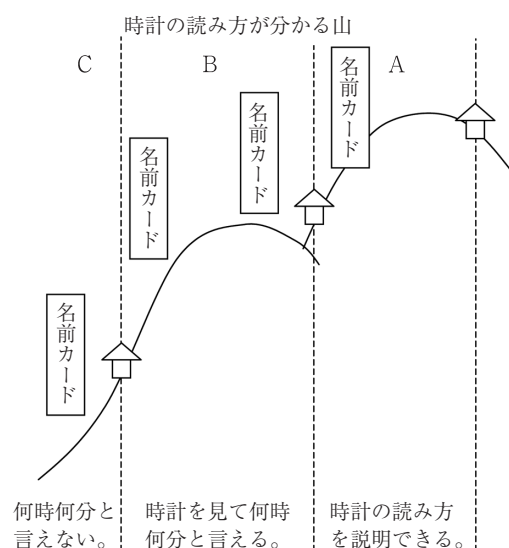 時計の読み方が分かる山
C
B
A
名前カード
名前カード
名前カード
名前カード
何時何分と
言えない。
時計を見て何時
何分と言える。
時計の読み方
を説明できる。